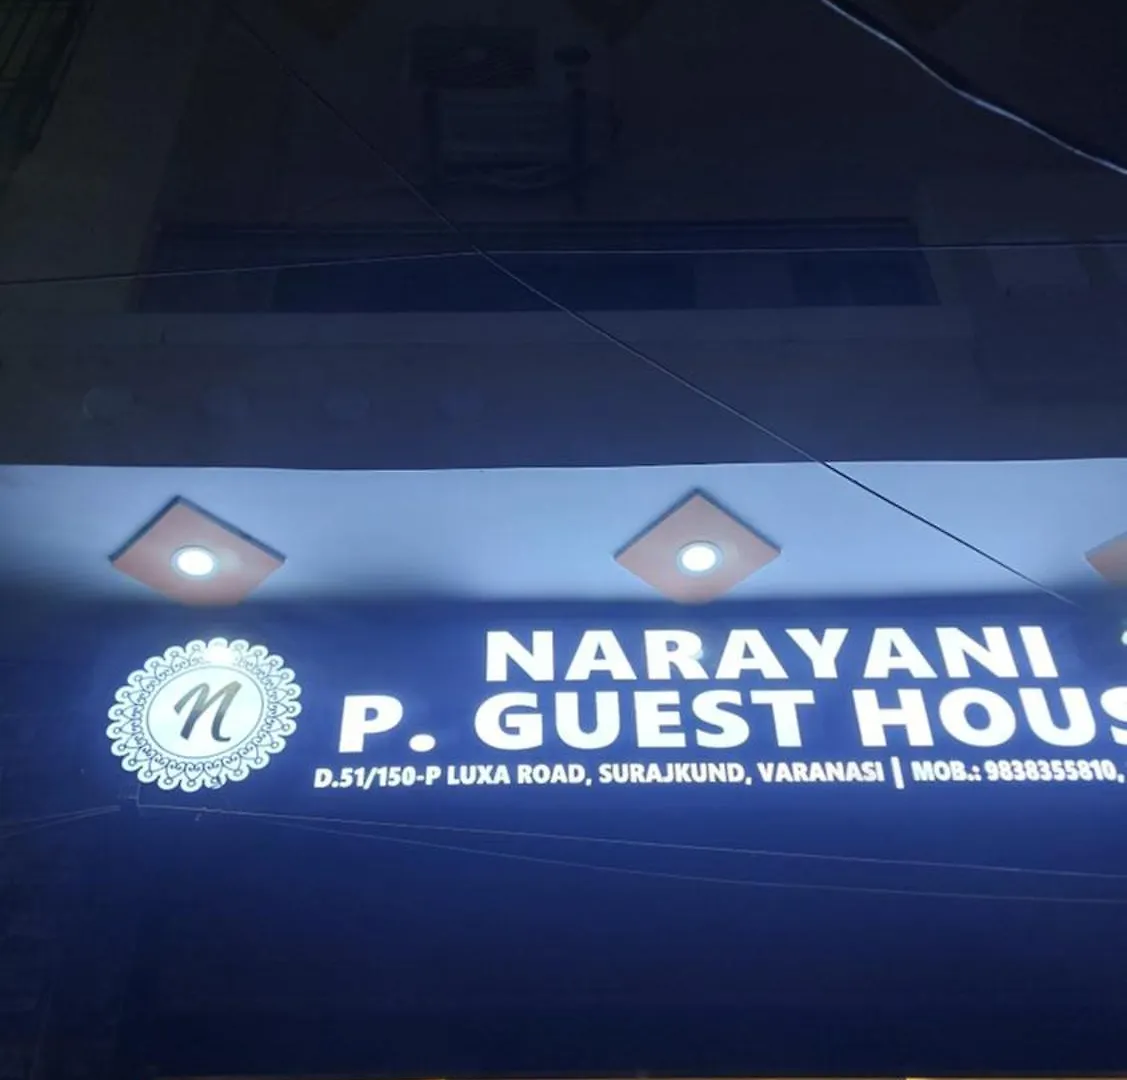 n
NARAYANI
P. GUEST HOUS
D.51/150-P LUXA ROAD, SURAJKUND, VARANASI | MOB.: 9838355810,